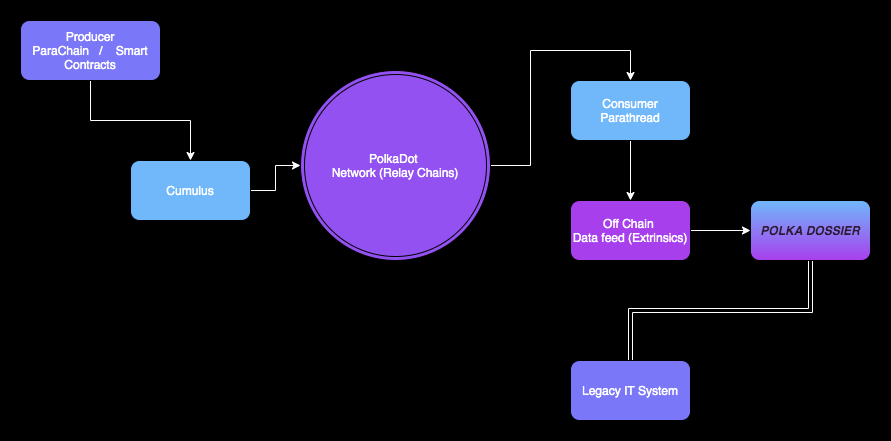 Producer
ParaChain / Smart
Contracts
Cumulus
PolkaDot
Network (Relay Chains)
Consumer
Parathread
Off Chain
Data feed (Extrinsics)
POLKA DOSSIER
Legacy IT System